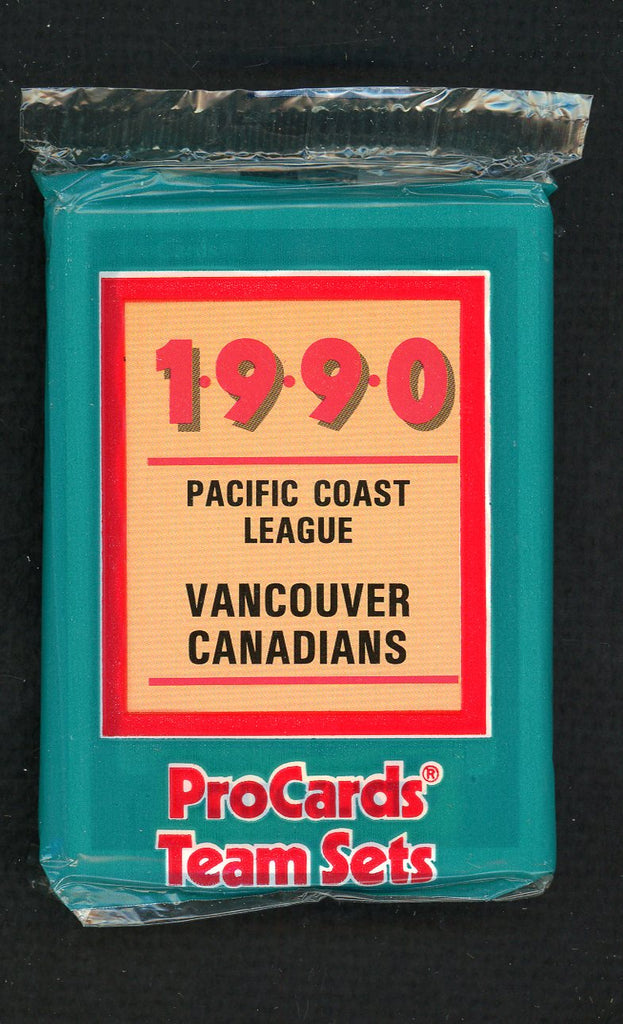 1·9·9·0
PACIFIC COAST
LEAGUE
VANCOUVER
CANADIANS
ProCards®
Team Sets